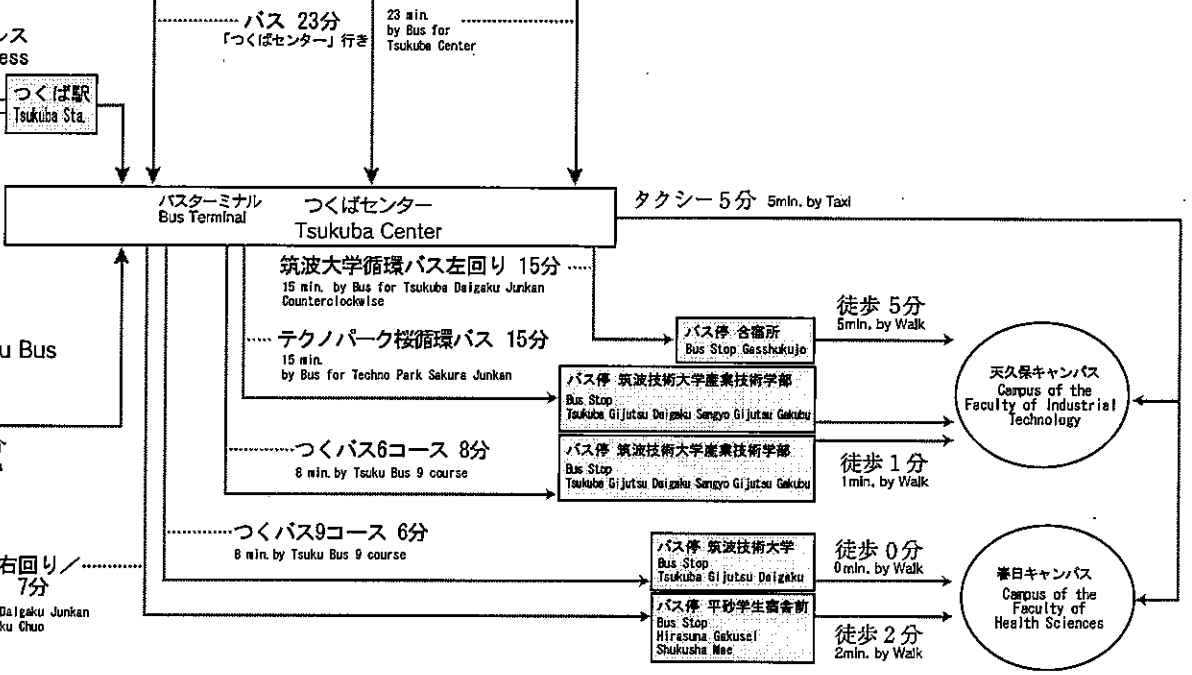 バス 23分
「つくばセンター」行き
23 min.
by Bus for
Tsukuba Center
ンス
ess
つくば駅
Tsukuba Sta.
バスターミナル
Bus Terminal
つくばセンター
Tsukuba Center
タクシー5分 5min. by Taxi
筑波大学循環バス左回り 15分
15 min. by Bus for Tsukuba Daigaku Junkan
Counterclockwise
徒歩 5分
5min. by Walk
バス停 合宿所
Bus Stop Gasshukujo
テクノパーク桜循環バス 15分
15 min.
by Bus for Techno Park Sakura Junkan
u Bus
バス停 筑波技術大学産業技術学部
Bus Stop
Tsukuba Gijutsu Daigaku Sangyo Gijutsu Gakubu
天久保キャンパス
Campus of the
Faculty of Industrial
Technology
つくバス6コース 8分
8 min. by Tsuku Bus 9 course
バス停 筑波技術大学産業技術学部
Bus Stop
Tsukuba Gijutsu Daigaku Sangyo Gijutsu Gakubu
徒歩 1分
1min. by Walk
つくバス9コース 6分
6 min. by Tsuku Bus 9 course
バス停 筑波技術大学
Bus Stop
Tsukuba Gijutsu Daigaku
徒歩 0分
0min. by Walk
右回り／
7分
Daigaku Junkan
ku Chuo
バス停 平砂学生宿舎前
Bus Stop
Hirasuna Gakusei
Shukusha Mae
徒歩 2分
2min. by Walk
春日キャンパス
Campus of the
Faculty of
Health Sciences